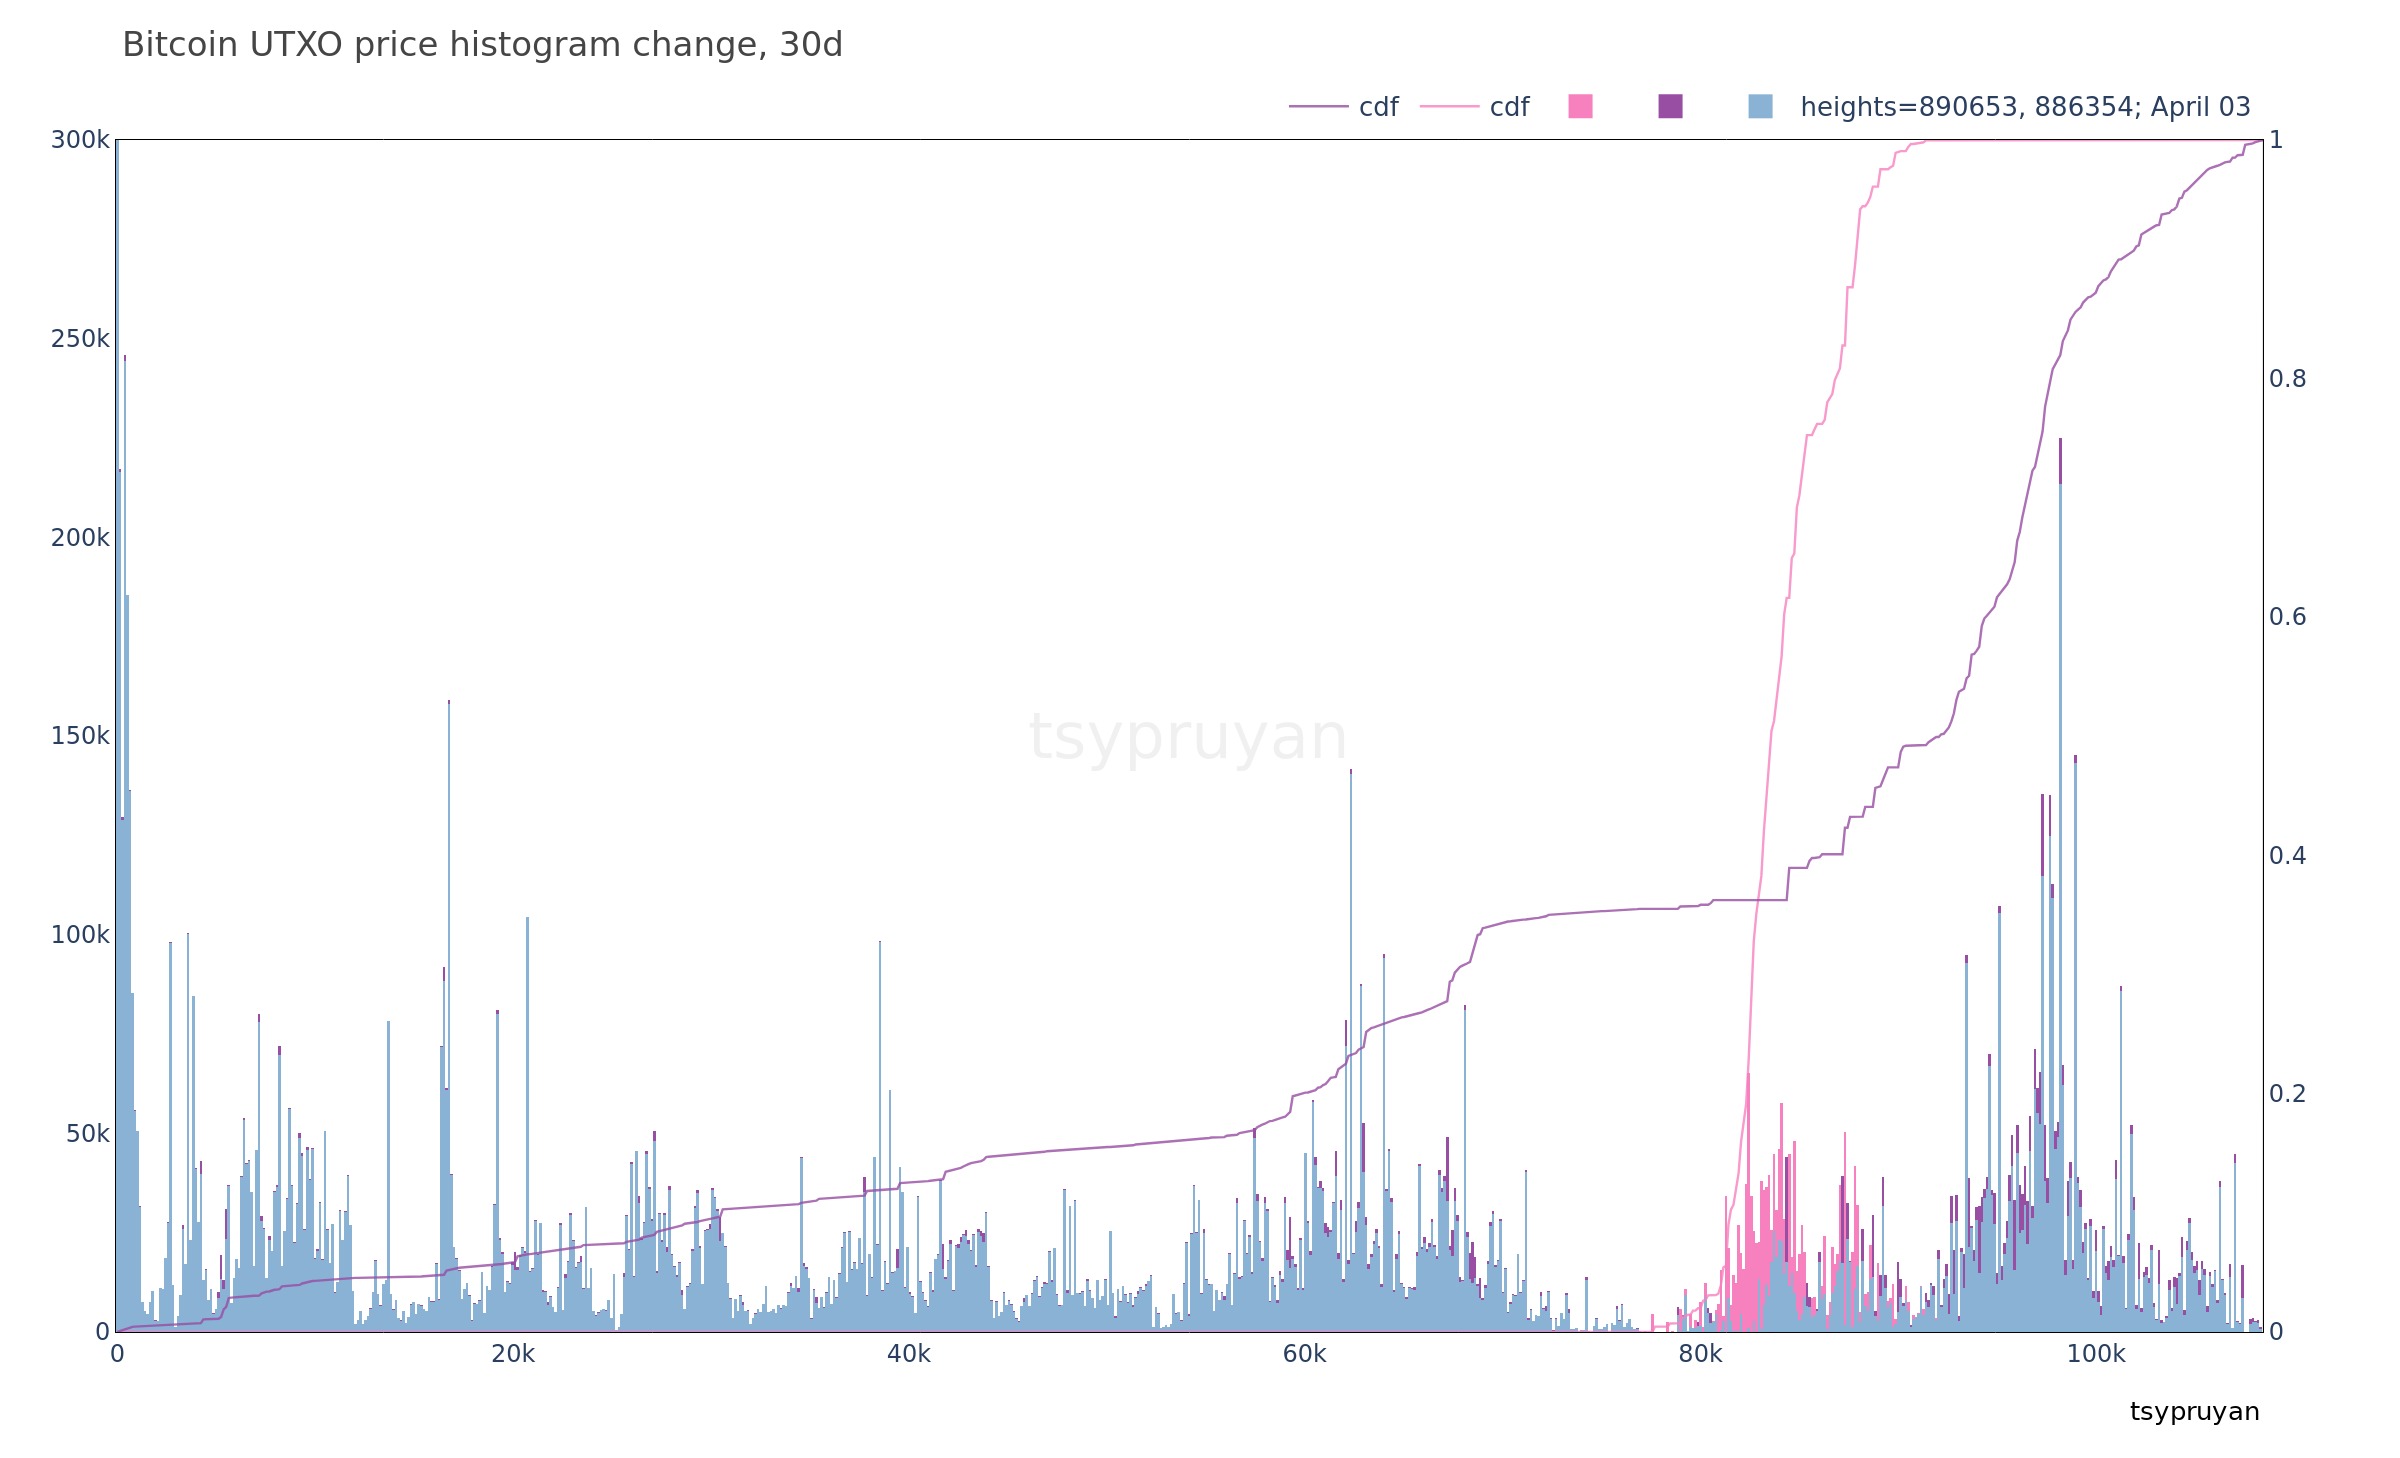 Bitcoin UTXO price histogram change, 30d
cdf cdf heights=890653, 886354; April 03
300k 1
250k
0.8
200k
0.6
150k
tsypruyan
0.4
100k
0.2
50k
0 0
0 20k 40k 60k 80k 100k
tsypruyan